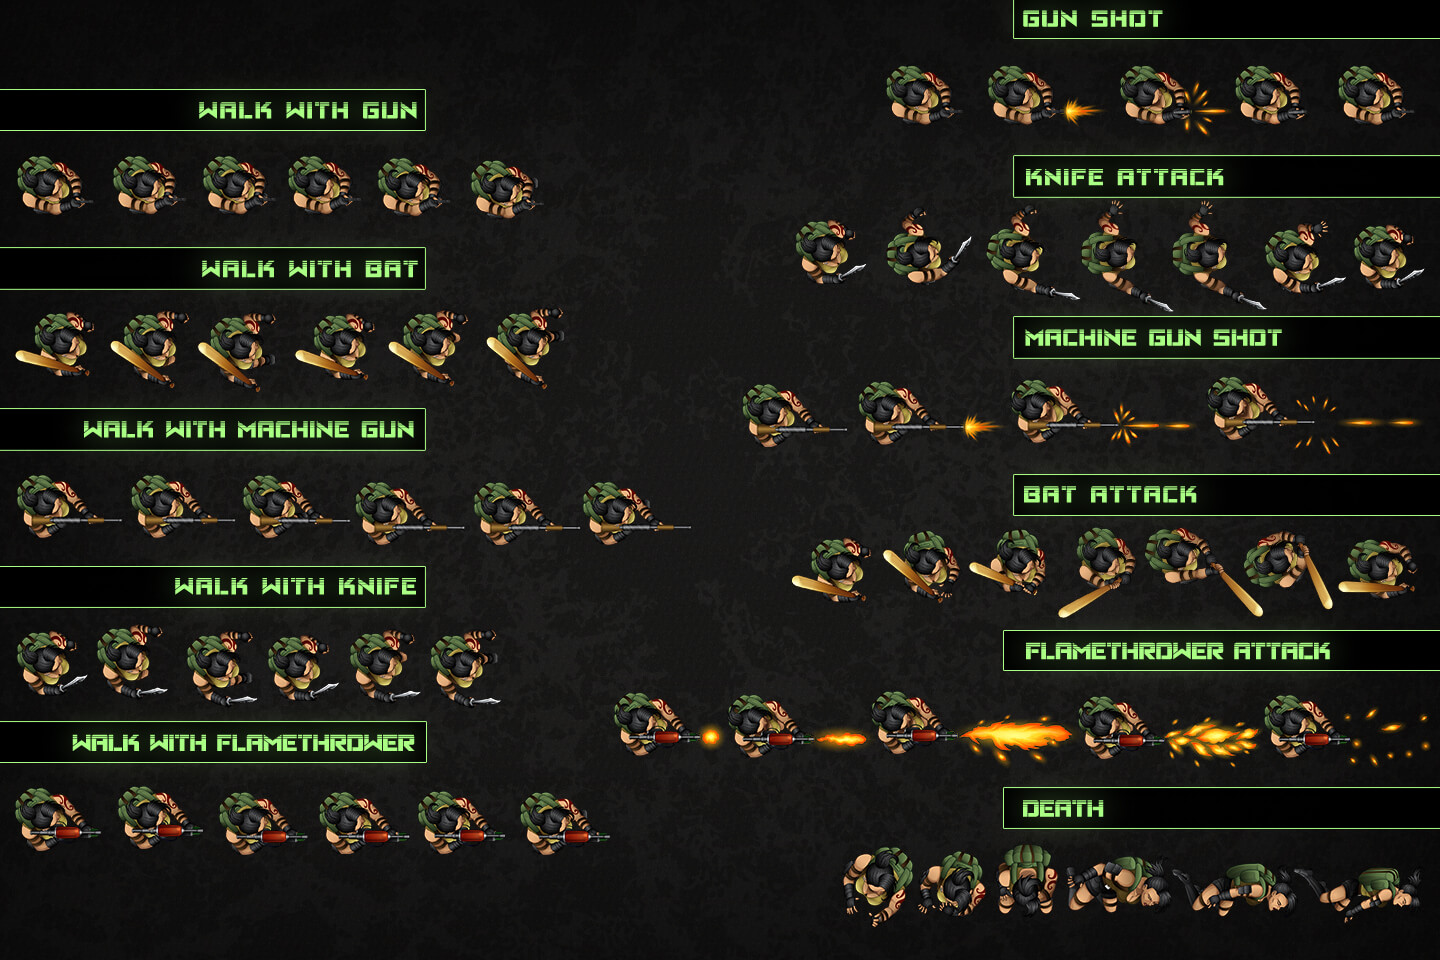 WALK WITH GUN
WALK WITH BAT
WALK WITH MACHINE GUN
WALK WITH KNIFE
WALK WITH FLAMETHROWER
GUN SHOT
KNIFE ATTACK
MACHINE GUN SHOT
BAT ATTACK
FLAMETHROWER ATTACK
DEATH